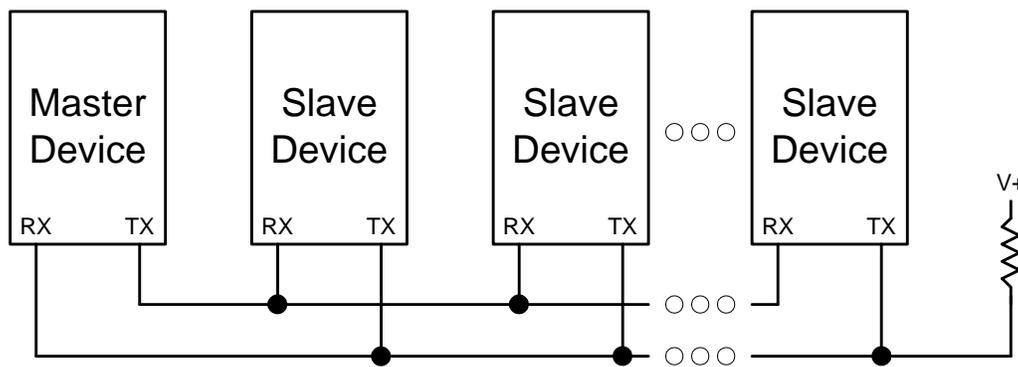 Master
Device
Slave
Device
Slave
Device
Slave
Device
V+
RX TX
RX TX
RX TX
RX TX